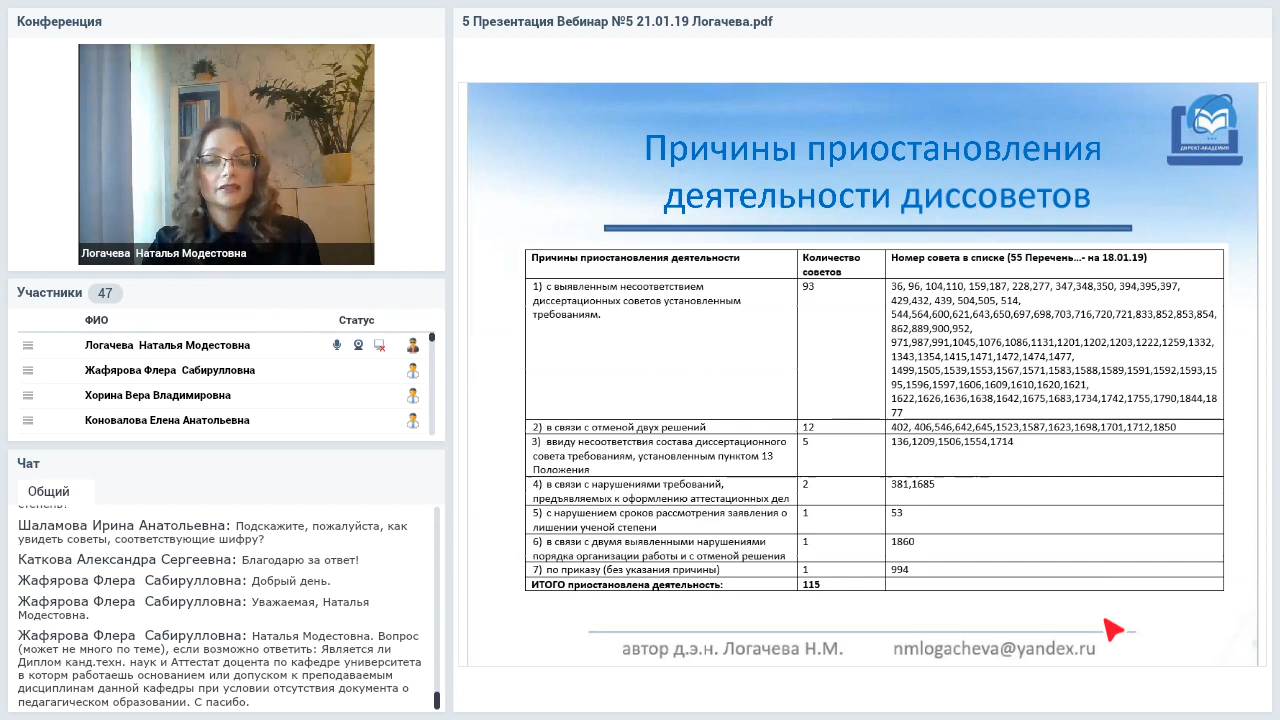 Конференция
Логачева  Наталья Модестовна
Участники 47
ФИО Статус
Логачева  Наталья Модестовна
Жафярова Флера  Сабирулловна
Хорина Вера Владимировна
Коновалова Елена Анатольевна
Чат
Общий
степень?
Шаламова Ирина Анатольевна: Подскажите, пожалуйста, как
увидеть советы, соответствующие шифру?
Каткова Александра Сергеевна: Благодарю за ответ!
Жафярова Флера  Сабирулловна: Добрый день.
Жафярова Флера  Сабирулловна: Уважаемая, Наталья
Модестовна.
Жафярова Флера  Сабирулловна: Наталья Модестовна. Вопрос
(может не много по теме), если возможно ответить: Является ли
Диплом канд.техн. наук и Аттестат доцента по кафедре университета
в которм работаешь основанием или допуском к преподаваемым
дисциплинам данной кафедры при условии отсутствия документа о
педагагическом образовании. С пасибо.
5 Презентация Вебинар №5 21.01.19 Логачева.pdf
ДИРЕКТ-АКАДЕМИЯ
Причины приостановления
деятельности диссоветов
Причины приостановления деятельности Количество советов Номер совета в списке (55 Перечень...- на 18.01.19)
1) с выявленным несоответствием 93 36, 96, 104,110, 159,187, 228,277, 347,348,350, 394,395,397,
диссертационных советов установленным 429,432, 439, 504,505, 514,
требованиям. 544,564,600,621,643,650,697,698,703,716,720,721,833,852,853,854,
862,889,900,952,
971,987,991,1045,1076,1086,1131,1201,1202,1203,1222,1259,1332,
1343,1354,1415,1471,1472,1474,1477,
1499,1505,1539,1553,1567,1571,1583,1588,1589,1591,1592,1593,15
95,1596,1597,1606,1609,1610,1620,1621,
1622,1626,1636,1638,1642,1675,1683,1734,1742,1755,1790,1844,18
77
2) в связи с отменой двух решений 12 402, 406,546,642,645,1523,1587,1623,1698,1701,1712,1850
3) ввиду несоответствия состава диссертационного 5 136,1209,1506,1554,1714
совета требованиям, установленным пунктом 13
Положения
4) в связи с нарушениями требований, 2 381,1685
предъявляемых к оформлению аттестационных дел
5) с нарушением сроков рассмотрения заявления о 1 53
лишении ученой степени
6) в связи с двумя выявленными нарушениями 1 1860
порядка организации работы и с отменой решения
7) по приказу (без указания причины) 1 994
ИТОГО приостановлена деятельность: 115
автор д.э.н. Логачева Н.М. nmlogacheva@yandex.ru